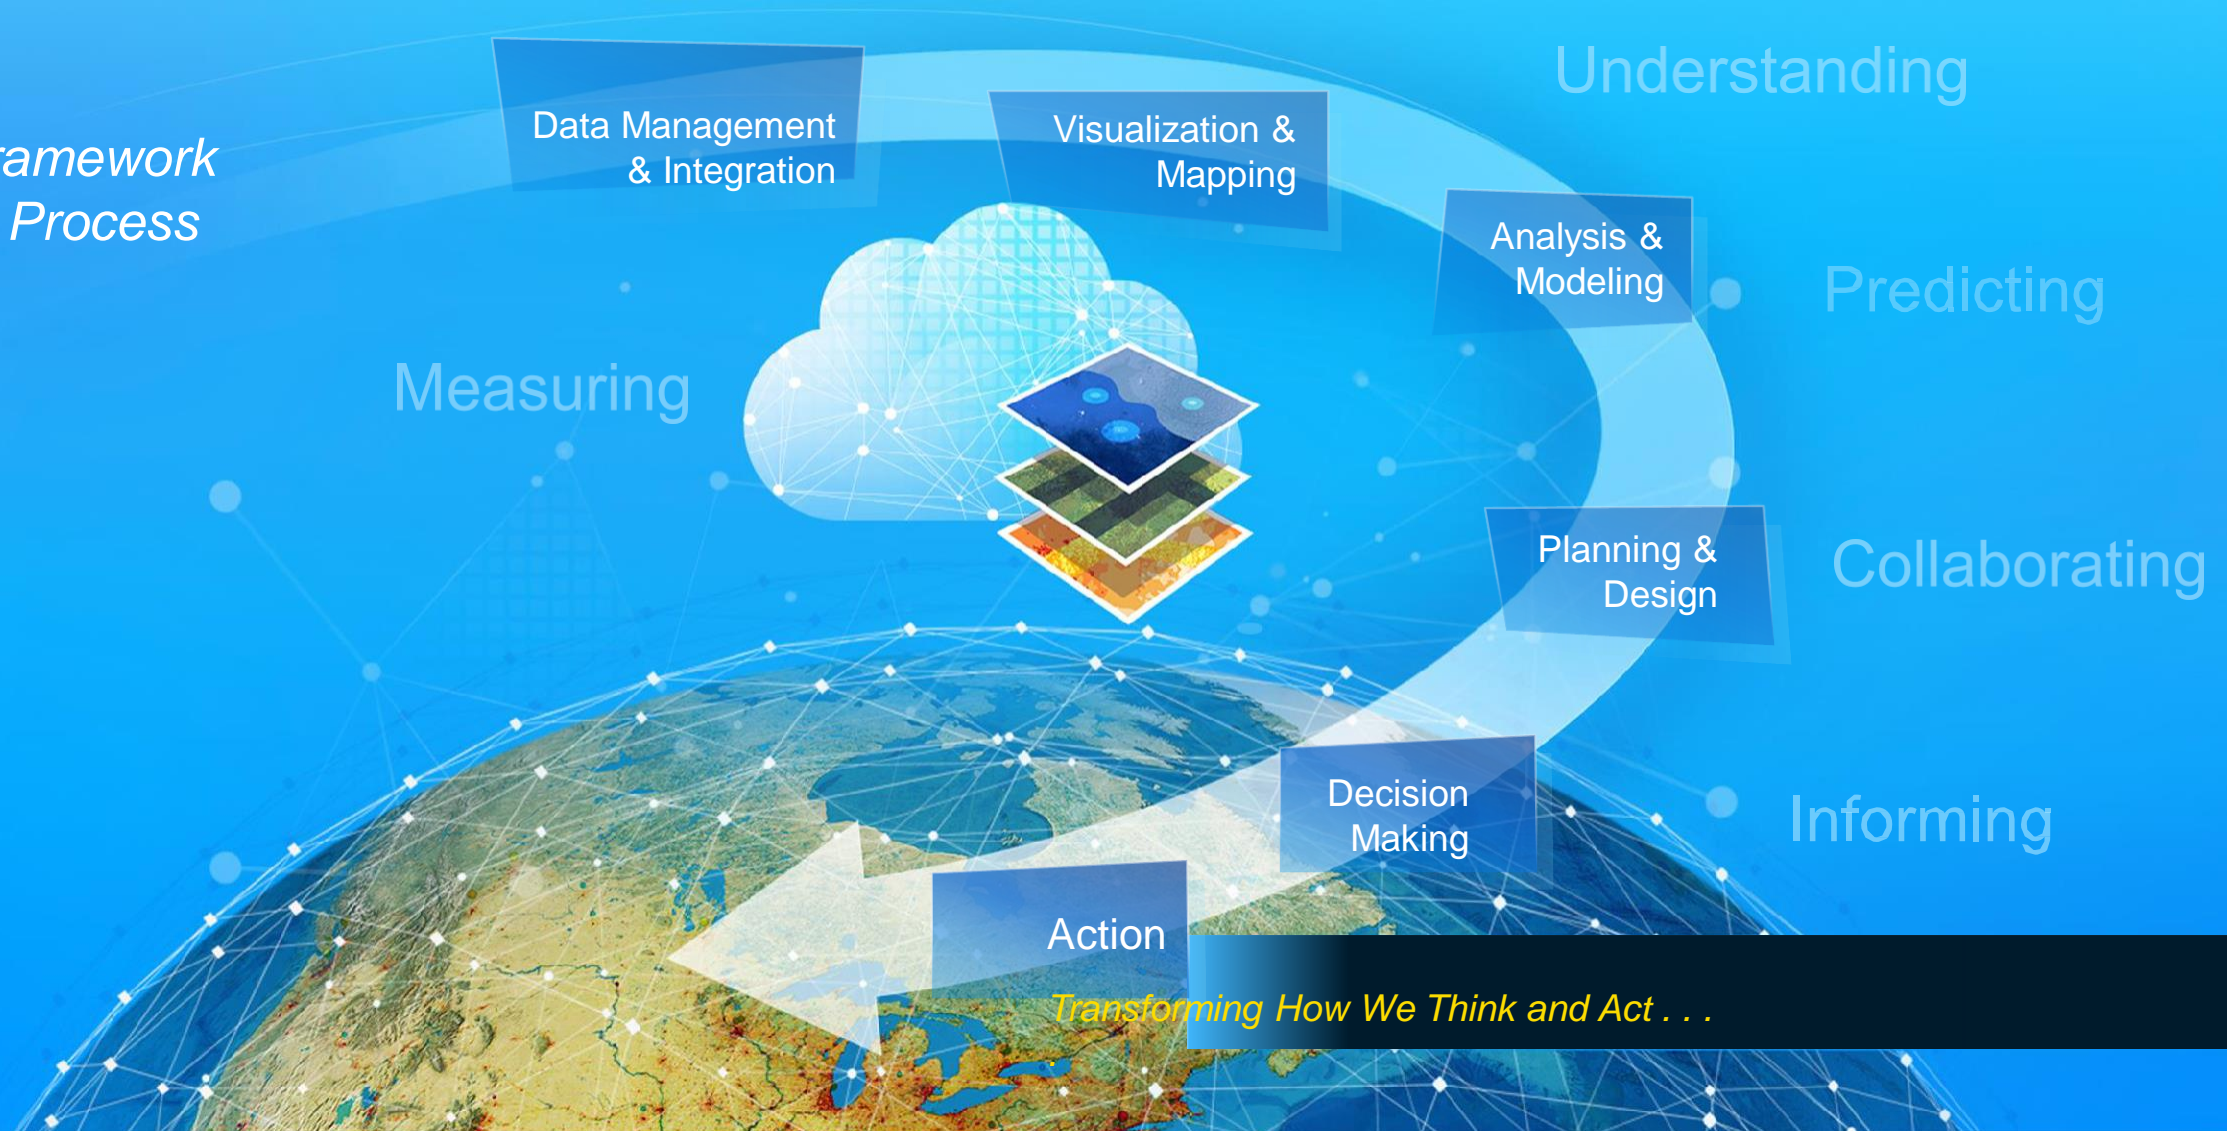 Understanding
Data Management
& Integration
Visualization &
Mapping
Process
Analysis &
Modeling
Predicting
Measuring
Planning &
Design
Collaborating
Decision
Making
Informing
Action
Transforming How We Think and Act . . .